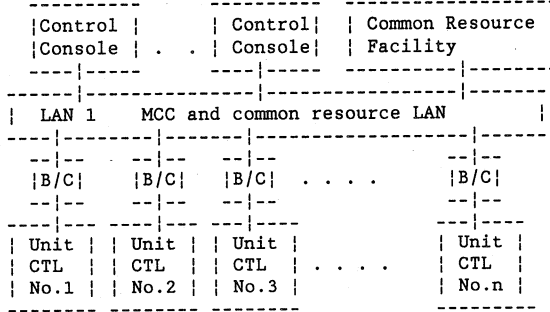 Control Control Common Resource
Console . . Console Facility
LAN 1 MCC and common resource LAN
B/C B/C B/C . . . . B/C
Unit Unit Unit Unit
CTL CTL CTL . . . . CTL
No.1 No.2 No.3 No.n